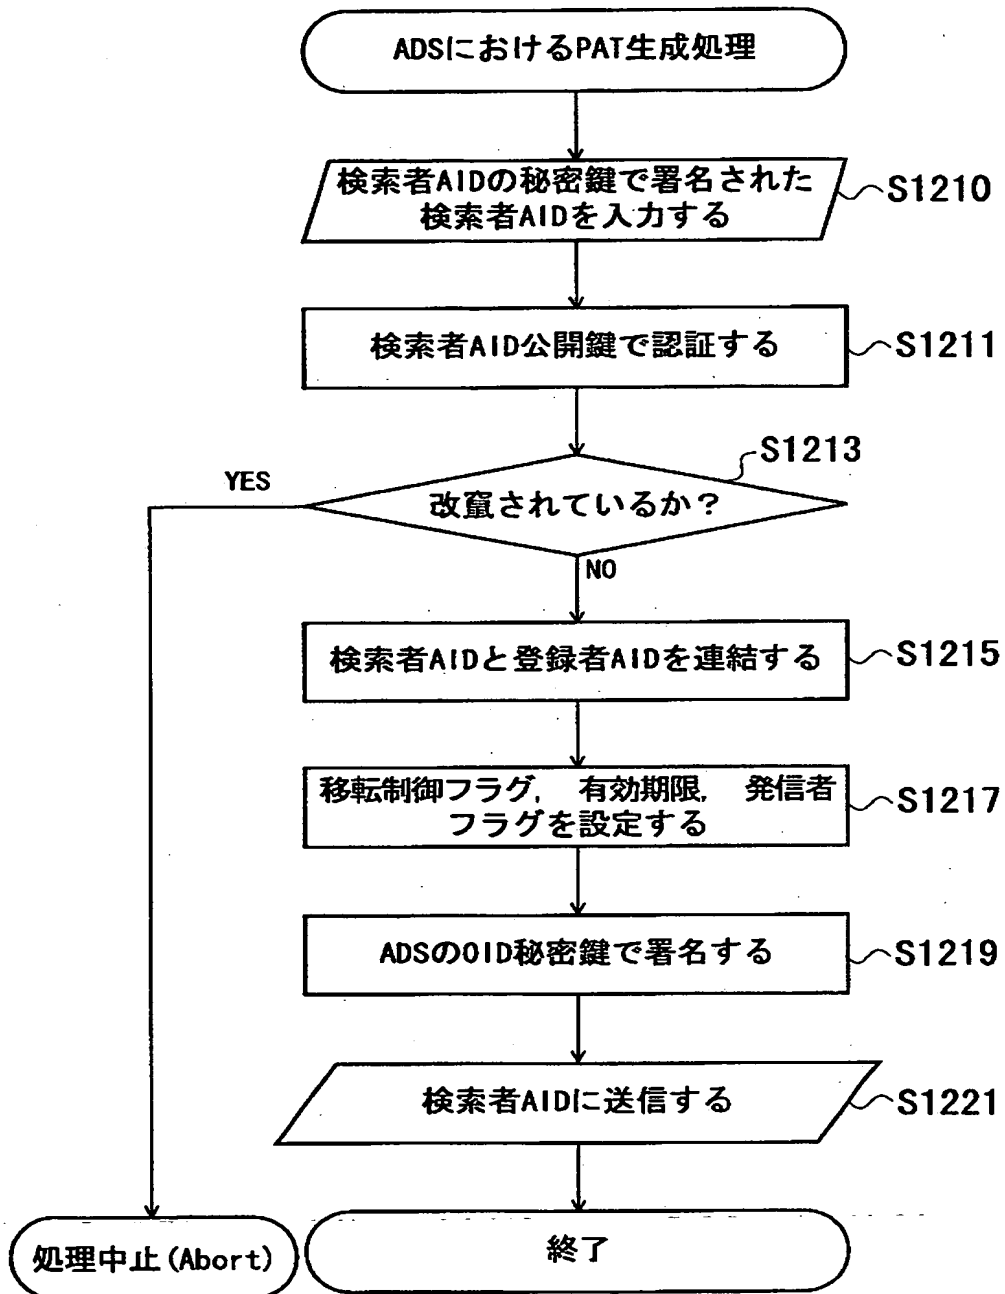 ADSにおけるPAT生成処理
検索者AIDの秘密鍵で署名された
検索者AIDを入力する
S1210
検索者AID公開鍵で認証する
S1211
S1213
YES
改竄されているか?
NO
検索者AIDと登録者AIDを連結する
S1215
移転制御フラグ, 有効期限, 発信者
フラグを設定する
S1217
ADSのOID秘密鍵で署名する
S1219
検索者AIDに送信する
S1221
処理中止(Abort)
終了